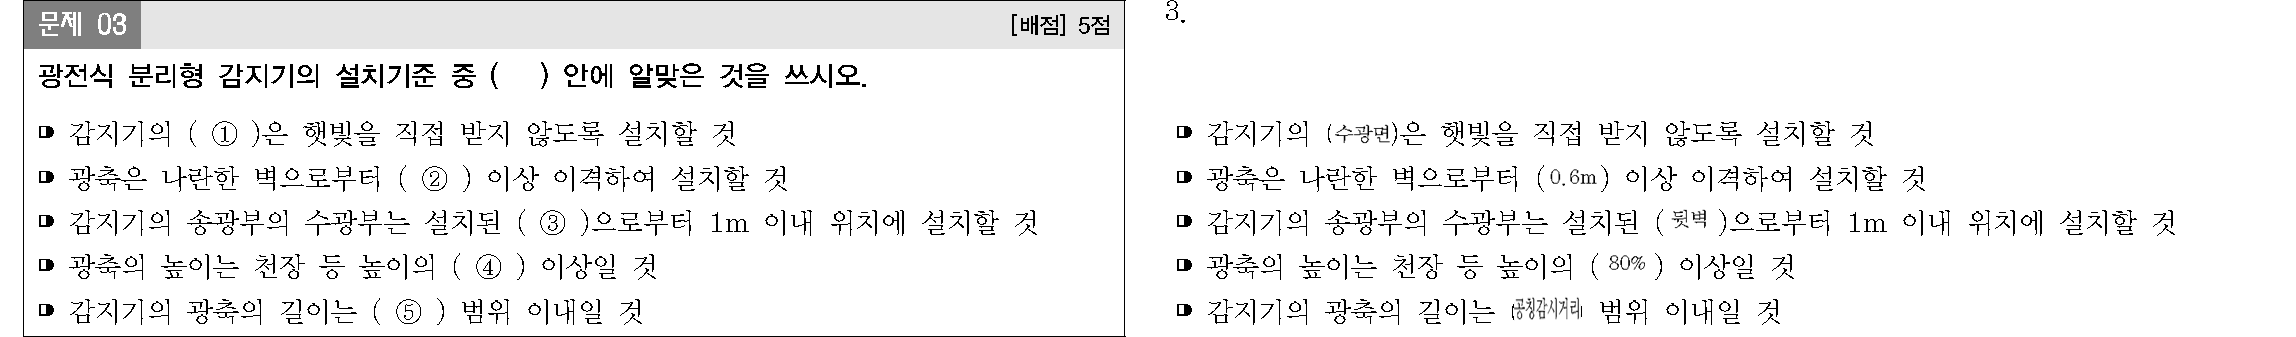 문제 03 [배점] 5점
광전식 분리형 감지기의 설치기준 중 (   ) 안에 알맞은 것을 쓰시오.
감지기의 ( ① )은 햇빛을 직접 받지 않도록 설치할 것
광축은 나란한 벽으로부터 ( ② ) 이상 이격하여 설치할 것
감지기의 송광부의 수광부는 설치된 ( ③ )으로부터 1m 이내 위치에 설치할 것
광축의 높이는 천장 등 높이의 ( ④ ) 이상일 것
감지기의 광축의 길이는 ( ⑤ ) 범위 이내일 것
3.
감지기의 (수광면)은 햇빛을 직접 받지 않도록 설치할 것
광축은 나란한 벽으로부터 (0.6m) 이상 이격하여 설치할 것
감지기의 송광부의 수광부는 설치된 ( 뒷벽 )으로부터 1m 이내 위치에 설치할 것
광축의 높이는 천장 등 높이의 ( 80% ) 이상일 것
감지기의 광축의 길이는 (공칭감시거리) 범위 이내일 것